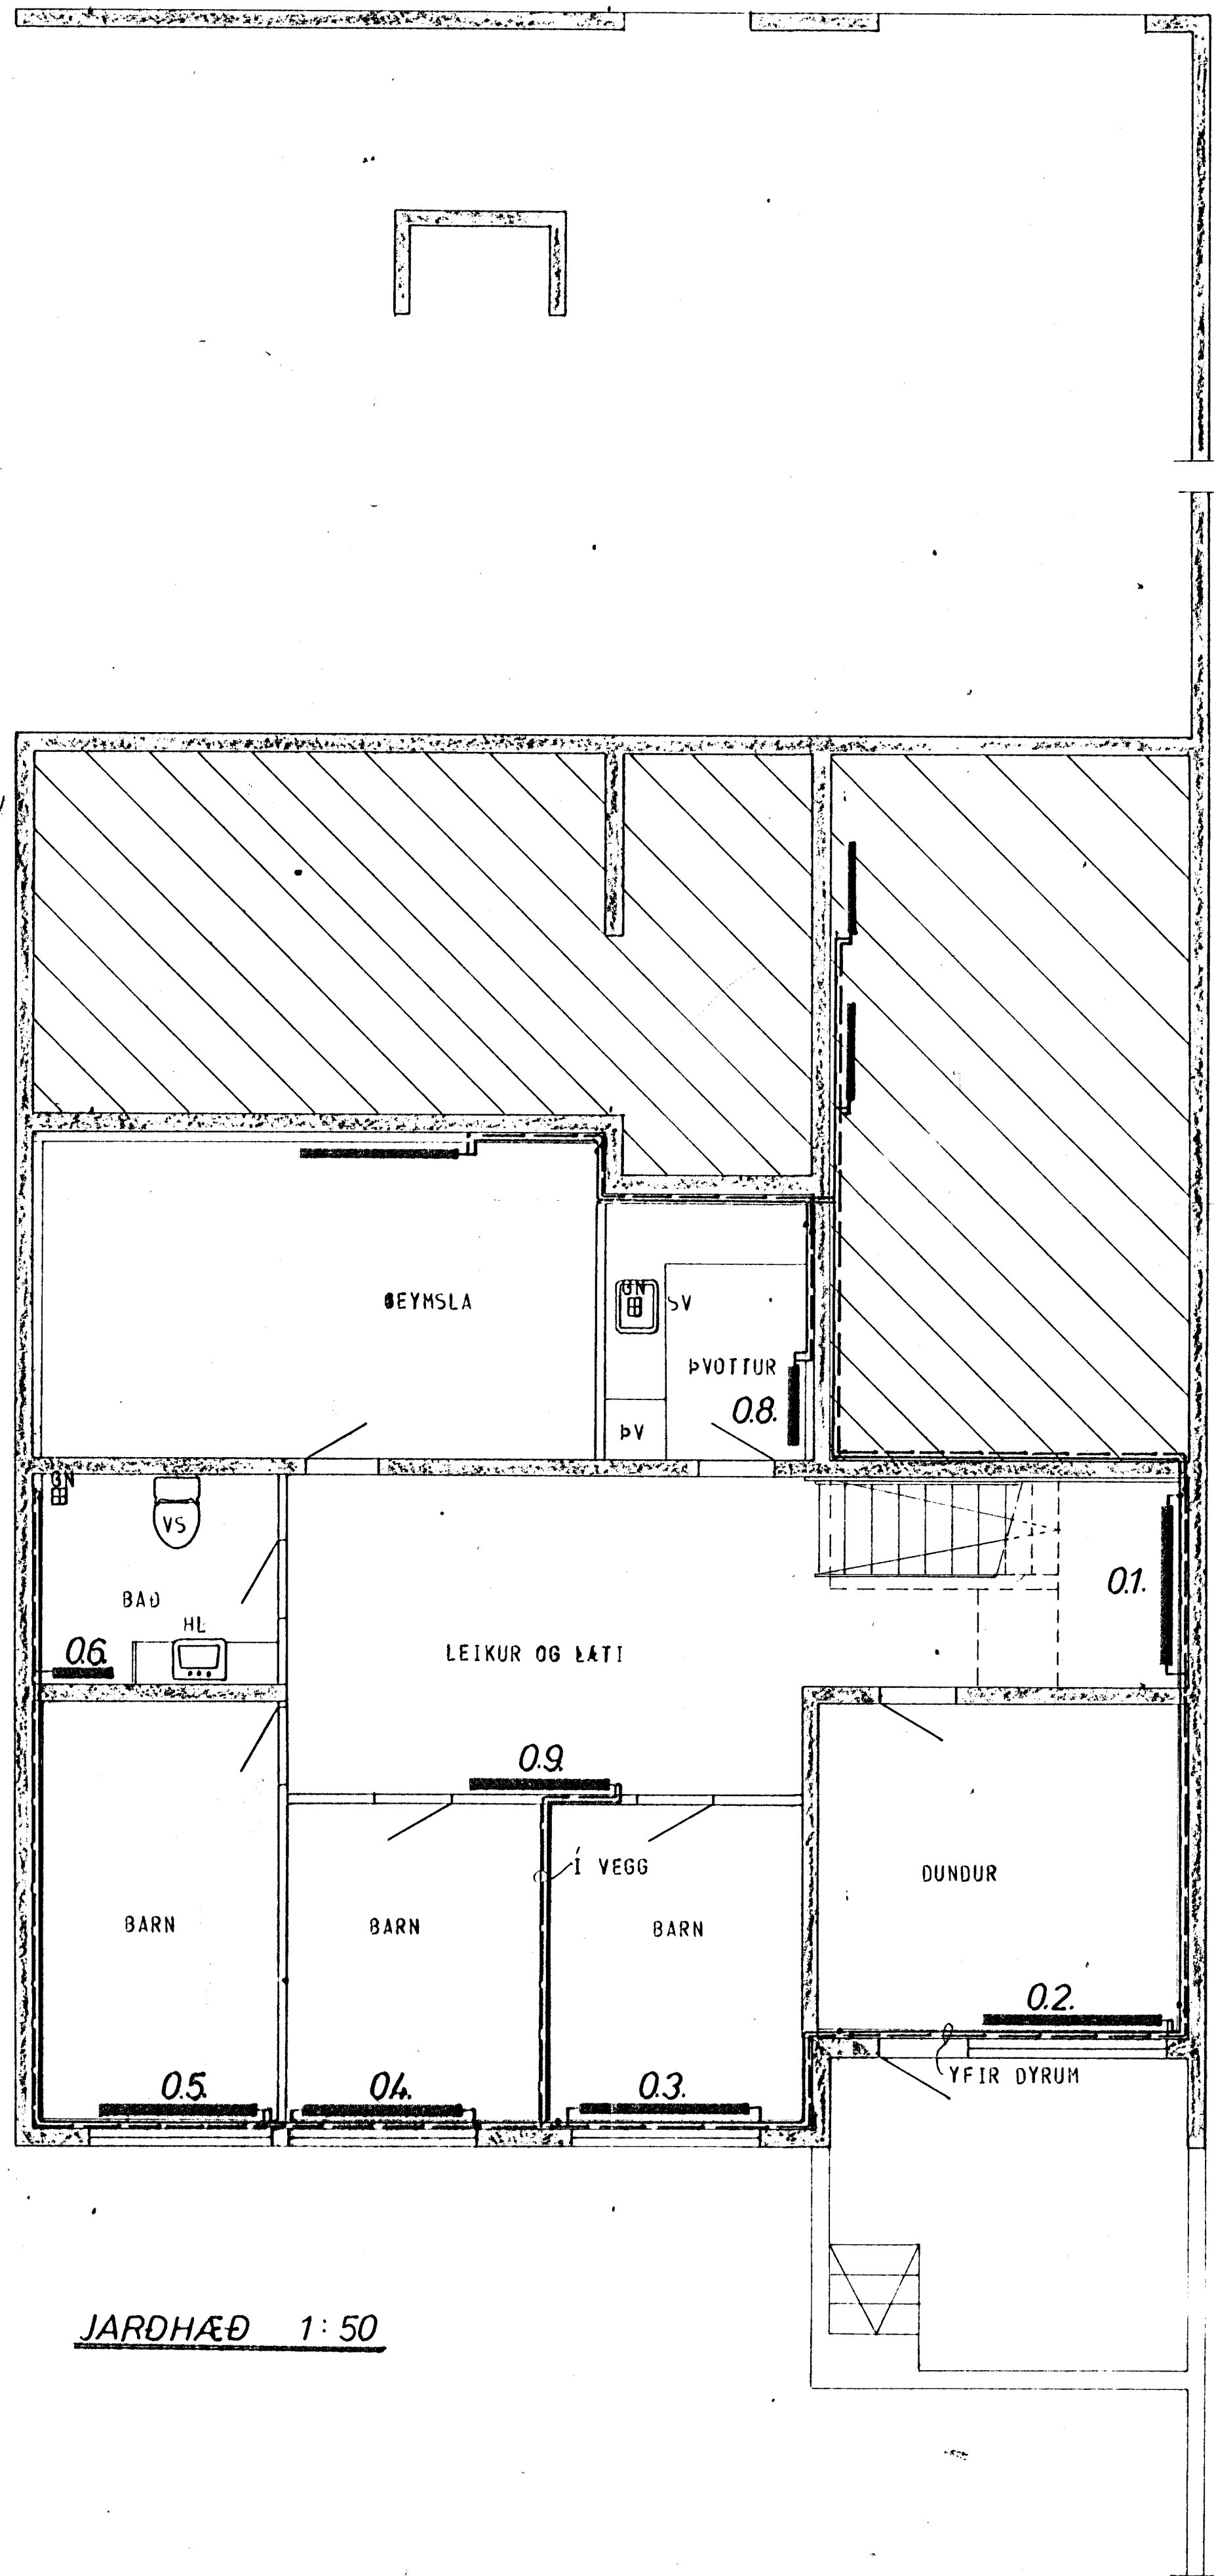 GEYMSLA
GN
SV
ÞVOTTUR
0.8.
ÞV
GN
VS
BAÐ
HL
0.6.
LEIKUR OG LÆTI
0.1.
0.9.
Í VEGG
DUNDUR
BARN
BARN
BARN
0.2.
YFIR DYRUM
0.5.
0.4.
0.3.
JARÐHÆÐ 1:50